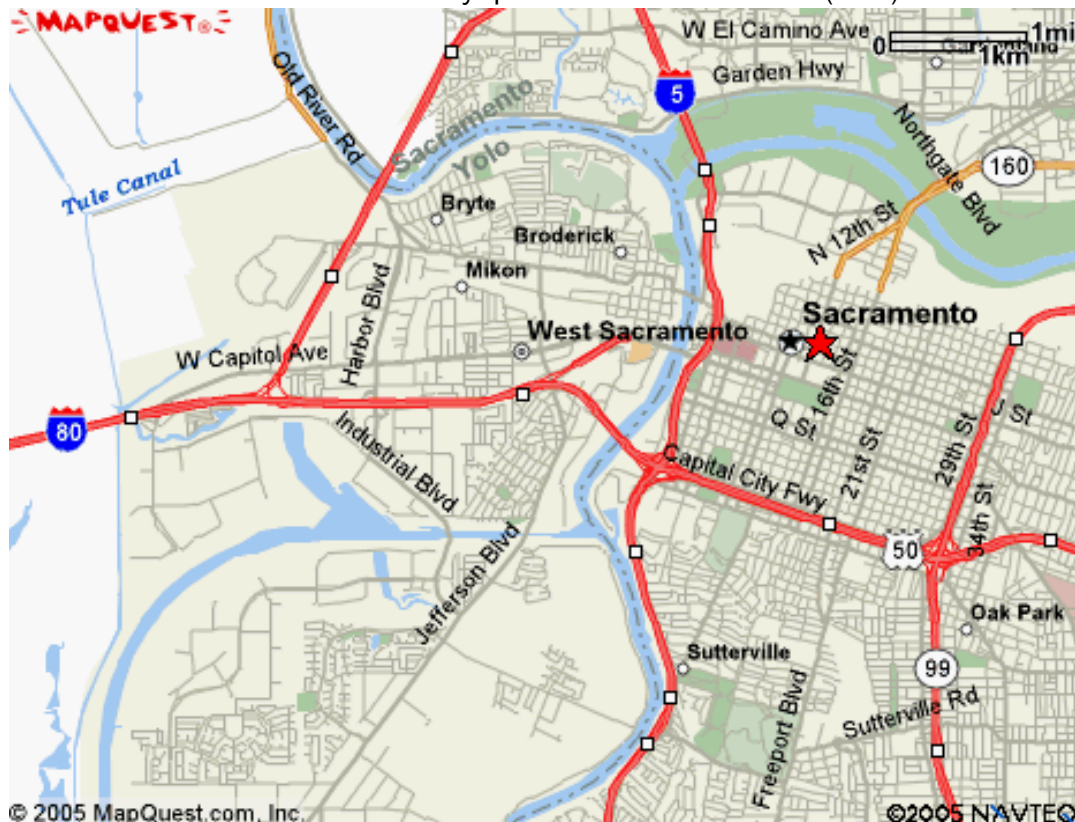 MAPQUEST®
W El Camino Ave
0 1mi
1km
Garden Hwy
5
Old River Rd
Sacramento
Yolo
Northgate Blvd
160
Tule Canal
Bryte
N 12th St
Broderick
Mikon
Harbor Blvd
Sacramento
West Sacramento
W Capitol Ave
16th St
80
Q St
J St
Industrial Blvd
Capital City Fwy
21st St
29th St
34th St
50
Jefferson Blvd
Oak Park
Sutterville
99
Freeport Blvd
Sutterville Rd
© 2005 MapQuest.com, Inc.
©2005 NAVTEQ